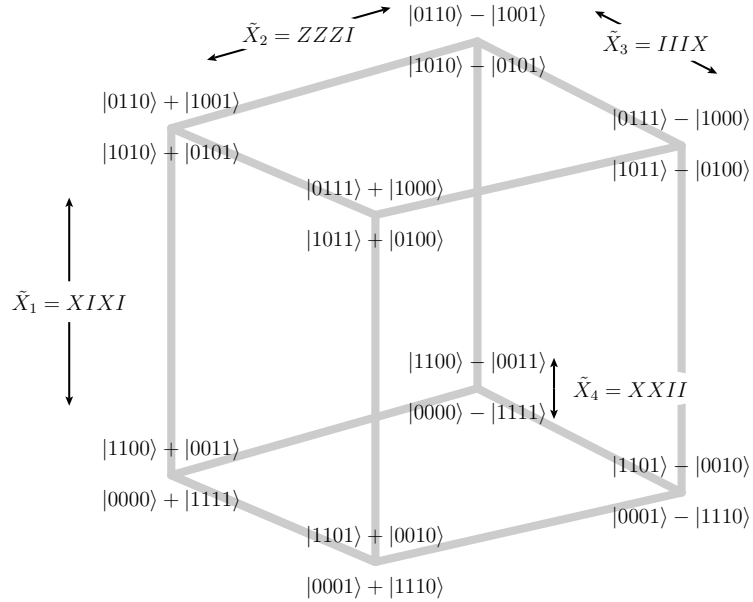 |0110⟩ − |1001⟩
X̃₂ = ZZZI
X̃₃ = IIIX
|1010⟩ − |0101⟩
|0110⟩ + |1001⟩
|0111⟩ − |1000⟩
|1010⟩ + |0101⟩
|1011⟩ − |0100⟩
|0111⟩ + |1000⟩
|1011⟩ + |0100⟩
X̃₁ = XIXI
|1100⟩ − |0011⟩
X̃₄ = XXII
|0000⟩ − |1111⟩
|1100⟩ + |0011⟩
|1101⟩ − |0010⟩
|0000⟩ + |1111⟩
|0001⟩ − |1110⟩
|1101⟩ + |0010⟩
|0001⟩ + |1110⟩